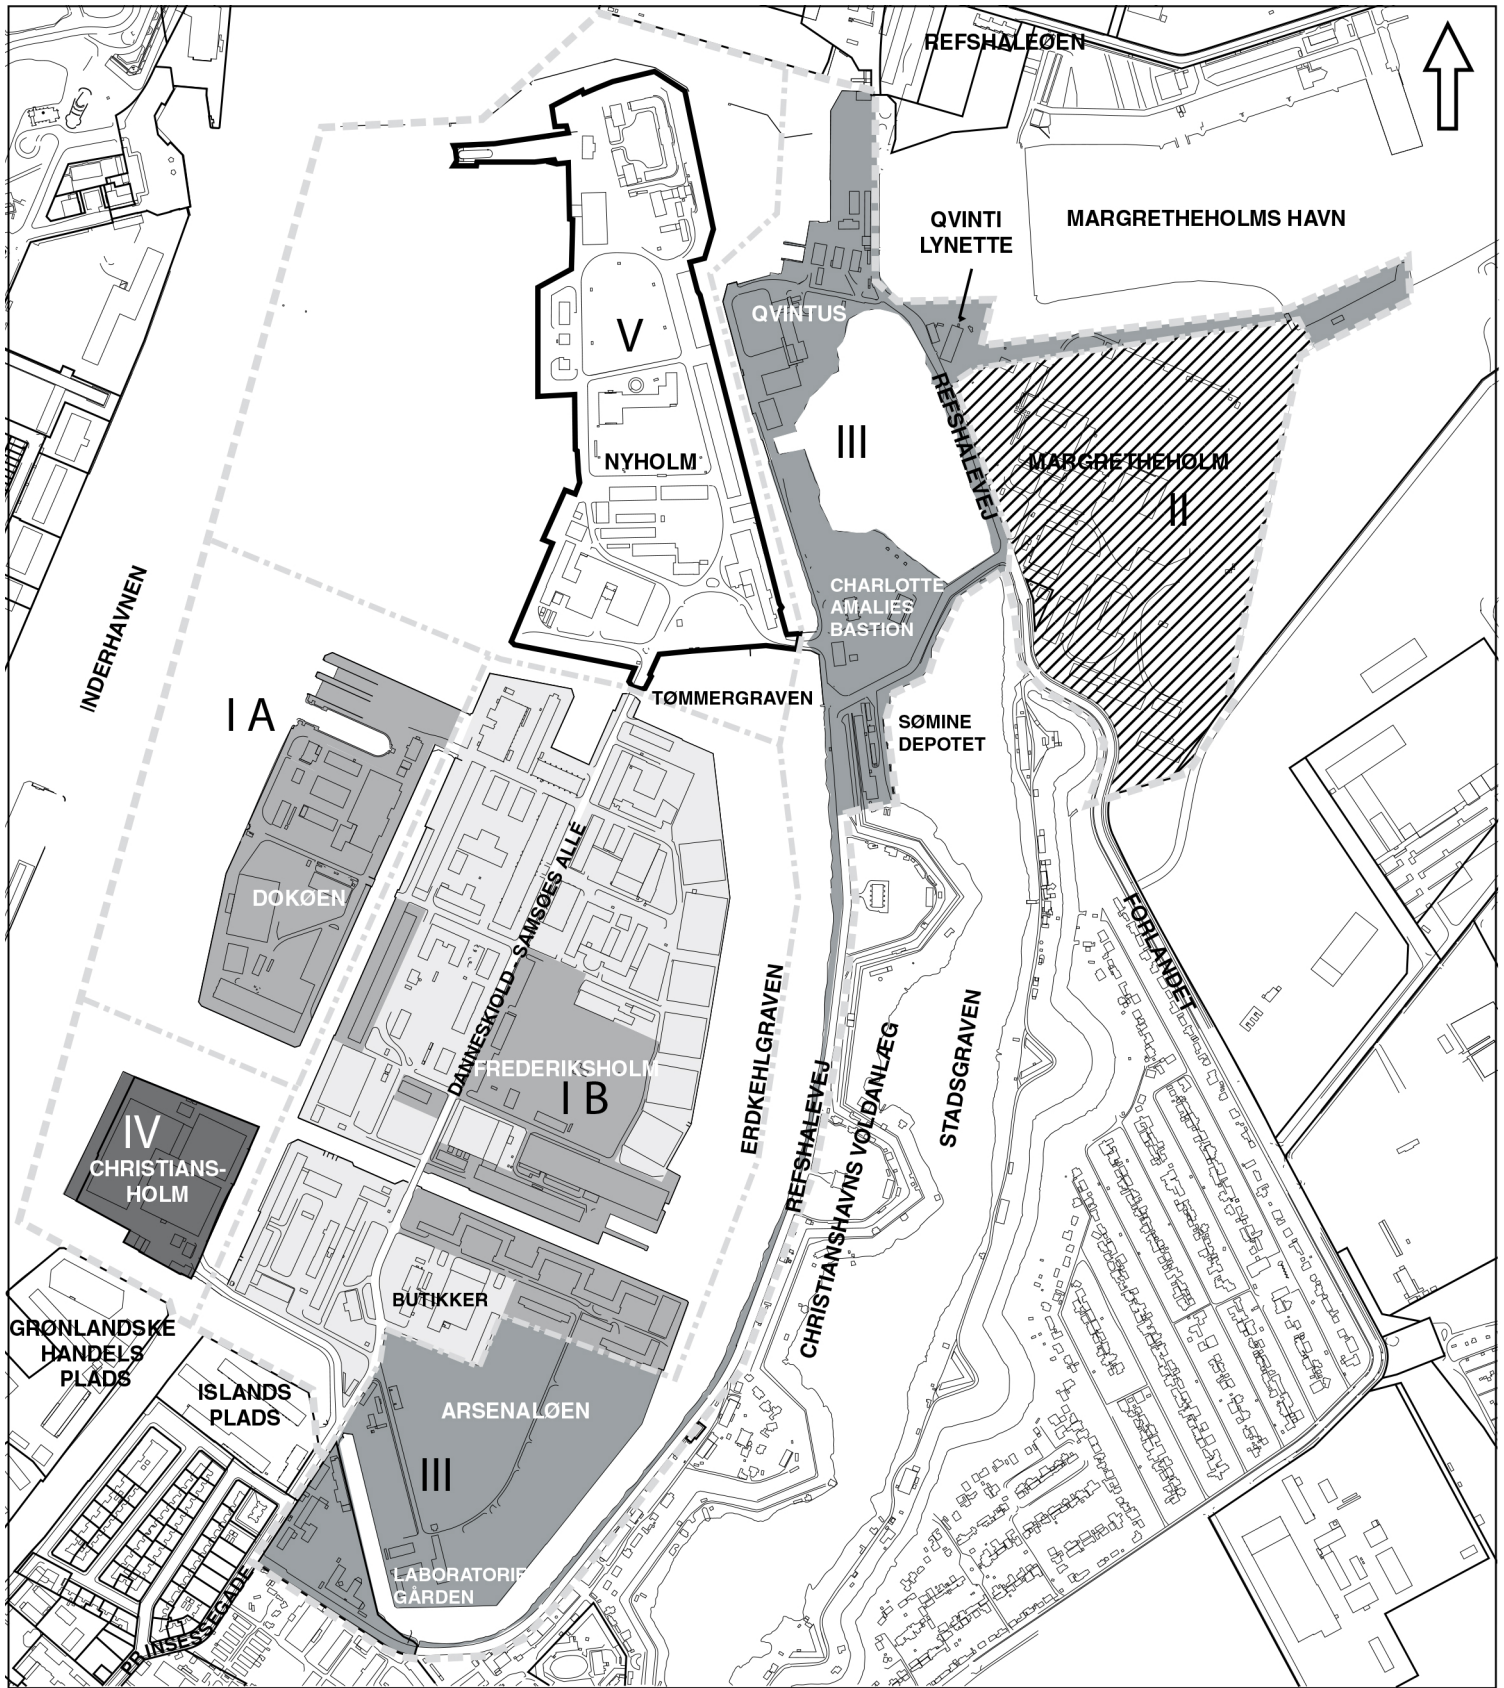 REFSHALEØEN
QVINTI
LYNETTE
MARGRETHEHOLMS HAVN
QVINTUS
V
III
REFSHALEVEJ
NYHOLM
MARGRETHEHOLM
II
CHARLOTTE
AMALIES
BASTION
INDERHAVNEN
I A
TØMMERGRAVEN
SØMINE
DEPOTET
DOKØEN
DANNESKIOLD - SAMSØES ALLÉ
FORLANDET
ERDKEHLGRAVEN
STADSGRAVEN
FREDERIKSHOLM
I B
REFSHALEVEJ
CHRISTIANSHAVNS VOLDANLÆG
IV
CHRISTIANS-
HOLM
BUTIKKER
GRØNLANDSKE
HANDELS
PLADS
ISLANDS
PLADS
ARSENALØEN
III
LABORATORIE
GÅRDEN
PRINSESSEGADE